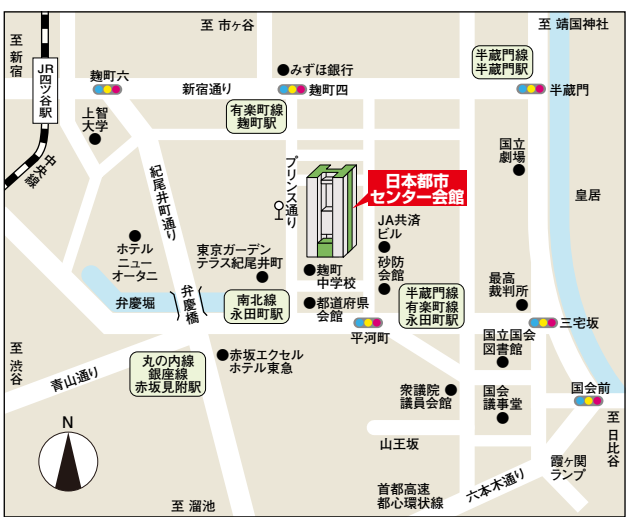 至 市ヶ谷
至 靖国神社
至
新
宿
JR
四
ツ
谷
駅
麹町六
●みずほ銀行
半蔵門線
半蔵門駅
新宿通り
麹町四
半蔵門
上智
大学
有楽町線
麹町駅
国立
劇場
中央線
紀尾井町通り
プリンス通り
日本都市
センター会館
皇居
JA共済
ビル
ホテル
ニュー
オータニ
東京ガーデン
テラス紀尾井町
砂防
会館
麹町
中学校
最高
裁判所
弁慶堀
弁慶橋
南北線
永田町駅
都道府県
会館
半蔵門線
有楽町線
永田町駅
平河町
三宅坂
国立国会
図書館
至
渋
谷
青山通り
丸の内線
銀座線
赤坂見附駅
赤坂エクセル
ホテル東急
衆議院
議員会館
国会
議事堂
国会前
至
日
比
谷
N
山王坂
霞ヶ関
ランプ
六本木通り
首都高速
都心環状線
至 溜池